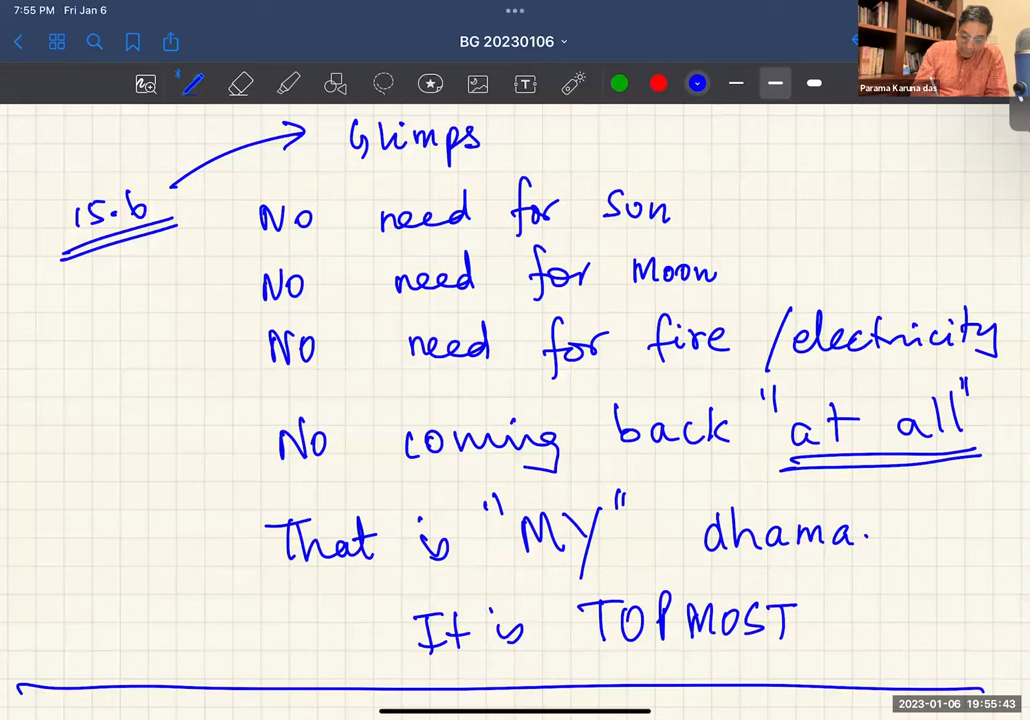 7:55 PM Fri Jan 6
BG 20230106
Parama Karuna das
Glimps
15.6
No need for Sun
No need for Moon
No need for fire /electricity
No coming back "at all"
That is "MY" dhama.
It is TOPMOST
2023-01-06 19:55:43